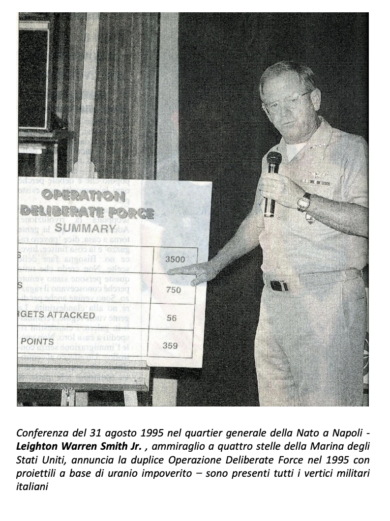 OPERATION
DELIBERATE FORCE
SUMMARY
S 3500
S 750
RGETS ATTACKED 56
POINTS 359
Conferenza del 31 agosto 1995 nel quartier generale della Nato a Napoli -
Leighton Warren Smith Jr. , ammiraglio a quattro stelle della Marina degli
Stati Uniti, annuncia la duplice Operazione Deliberate Force nel 1995 con
proiettili a base di uranio impoverito – sono presenti tutti i vertici militari
italiani